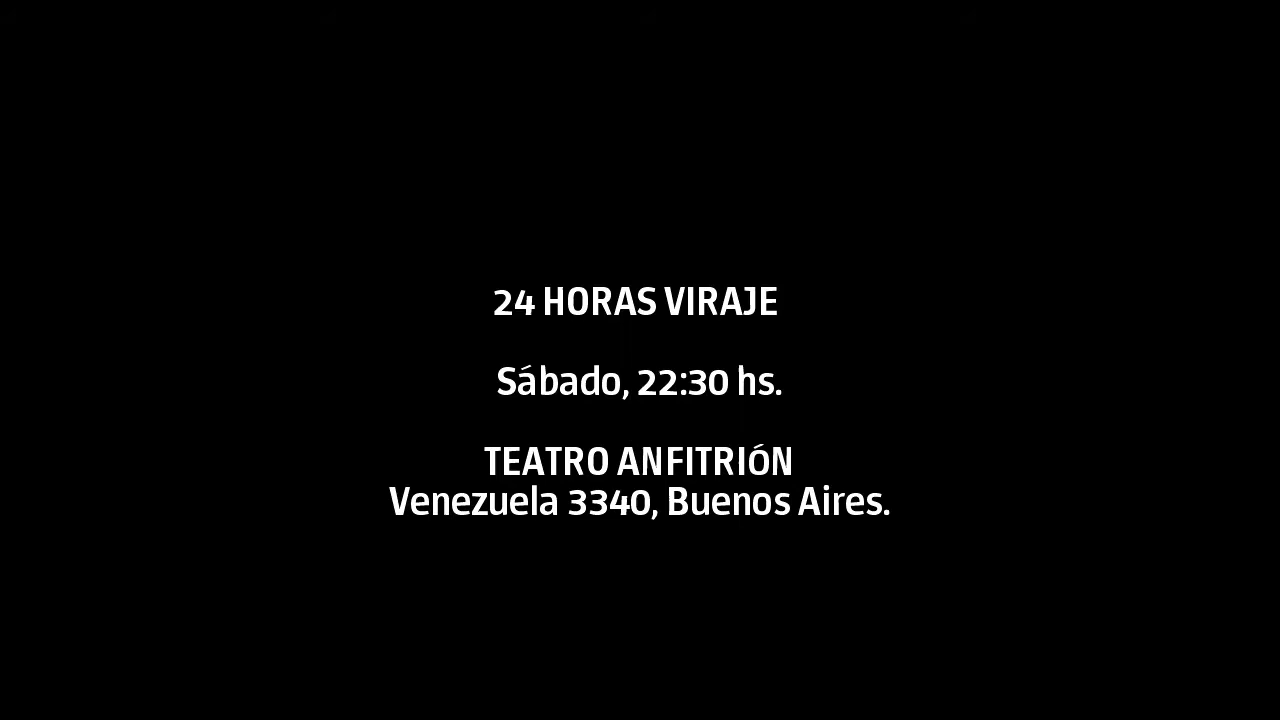 24 HORAS VIRAJE
Sábado, 22:30 hs.
TEATRO ANFITRIÓN
Venezuela 3340, Buenos Aires.